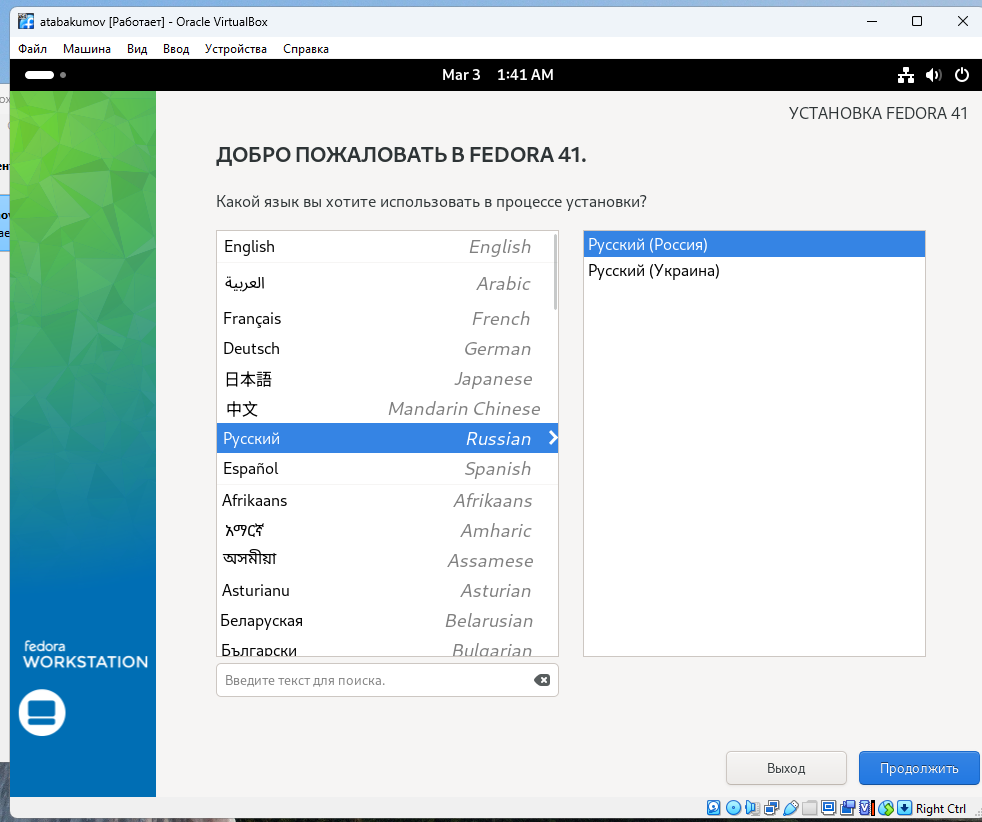 atabakumov [Работает] - Oracle VirtualBox
Файл Машина Вид Ввод Устройства Справка
Mar 3 1:41 AM
УСТАНОВКА FEDORA 41
ДОБРО ПОЖАЛОВАТЬ В FEDORA 41.
Какой язык вы хотите использовать в процессе установки?
English English
العربية Arabic
Français French
Deutsch German
日本語 Japanese
中文 Mandarin Chinese
Русский Russian
Español Spanish
Afrikaans Afrikaans
አማርኛ Amharic
অসমীয়া Assamese
Asturianu Asturian
Беларуская Belarusian
Български Bulgarian
Введите текст для поиска.
Русский (Россия)
Русский (Украина)
fedora
WORKSTATION
Выход Продолжить
Right Ctrl